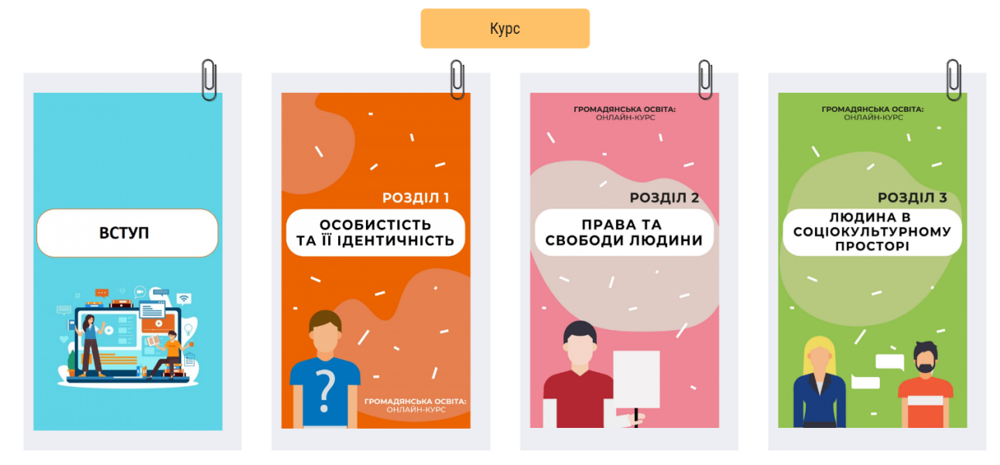 Курс
ВСТУП
РОЗДІЛ 1
ОСОБИСТІСТЬ
ТА ЇЇ ІДЕНТИЧНІСТЬ
?
ГРОМАДЯНСЬКА ОСВІТА:
ОНЛАЙН-КУРС
ГРОМАДЯНСЬКА ОСВІТА:
ОНЛАЙН-КУРС
РОЗДІЛ 2
ПРАВА ТА
СВОБОДИ ЛЮДИНИ
ГРОМАДЯНСЬКА ОСВІТА:
ОНЛАЙН-КУРС
РОЗДІЛ 3
ЛЮДИНА В
СОЦІОКУЛЬТУРНОМУ
ПРОСТОРІ